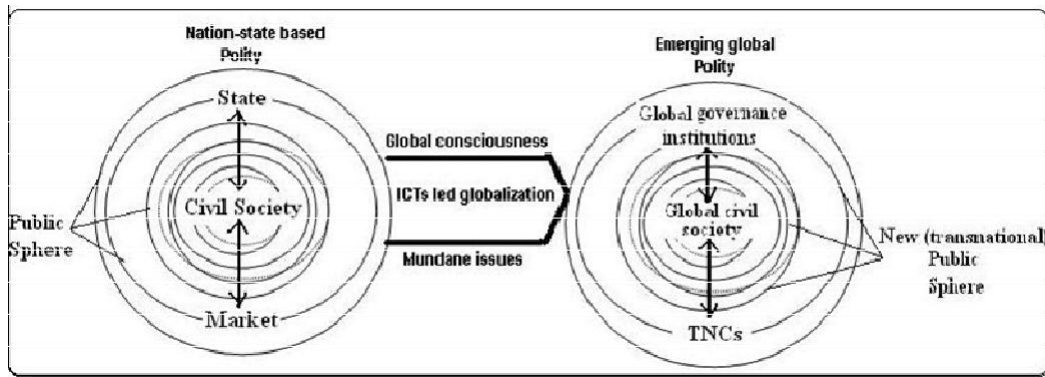 Nation-state based
Polity
Emerging global
Polity
State
Global governance
institutions
Global consciousness
ICTs led globalization
Civil Society
Global civil
society
Public
Sphere
New (transnational)
Public
Sphere
Mundane issues
Market
TNCs